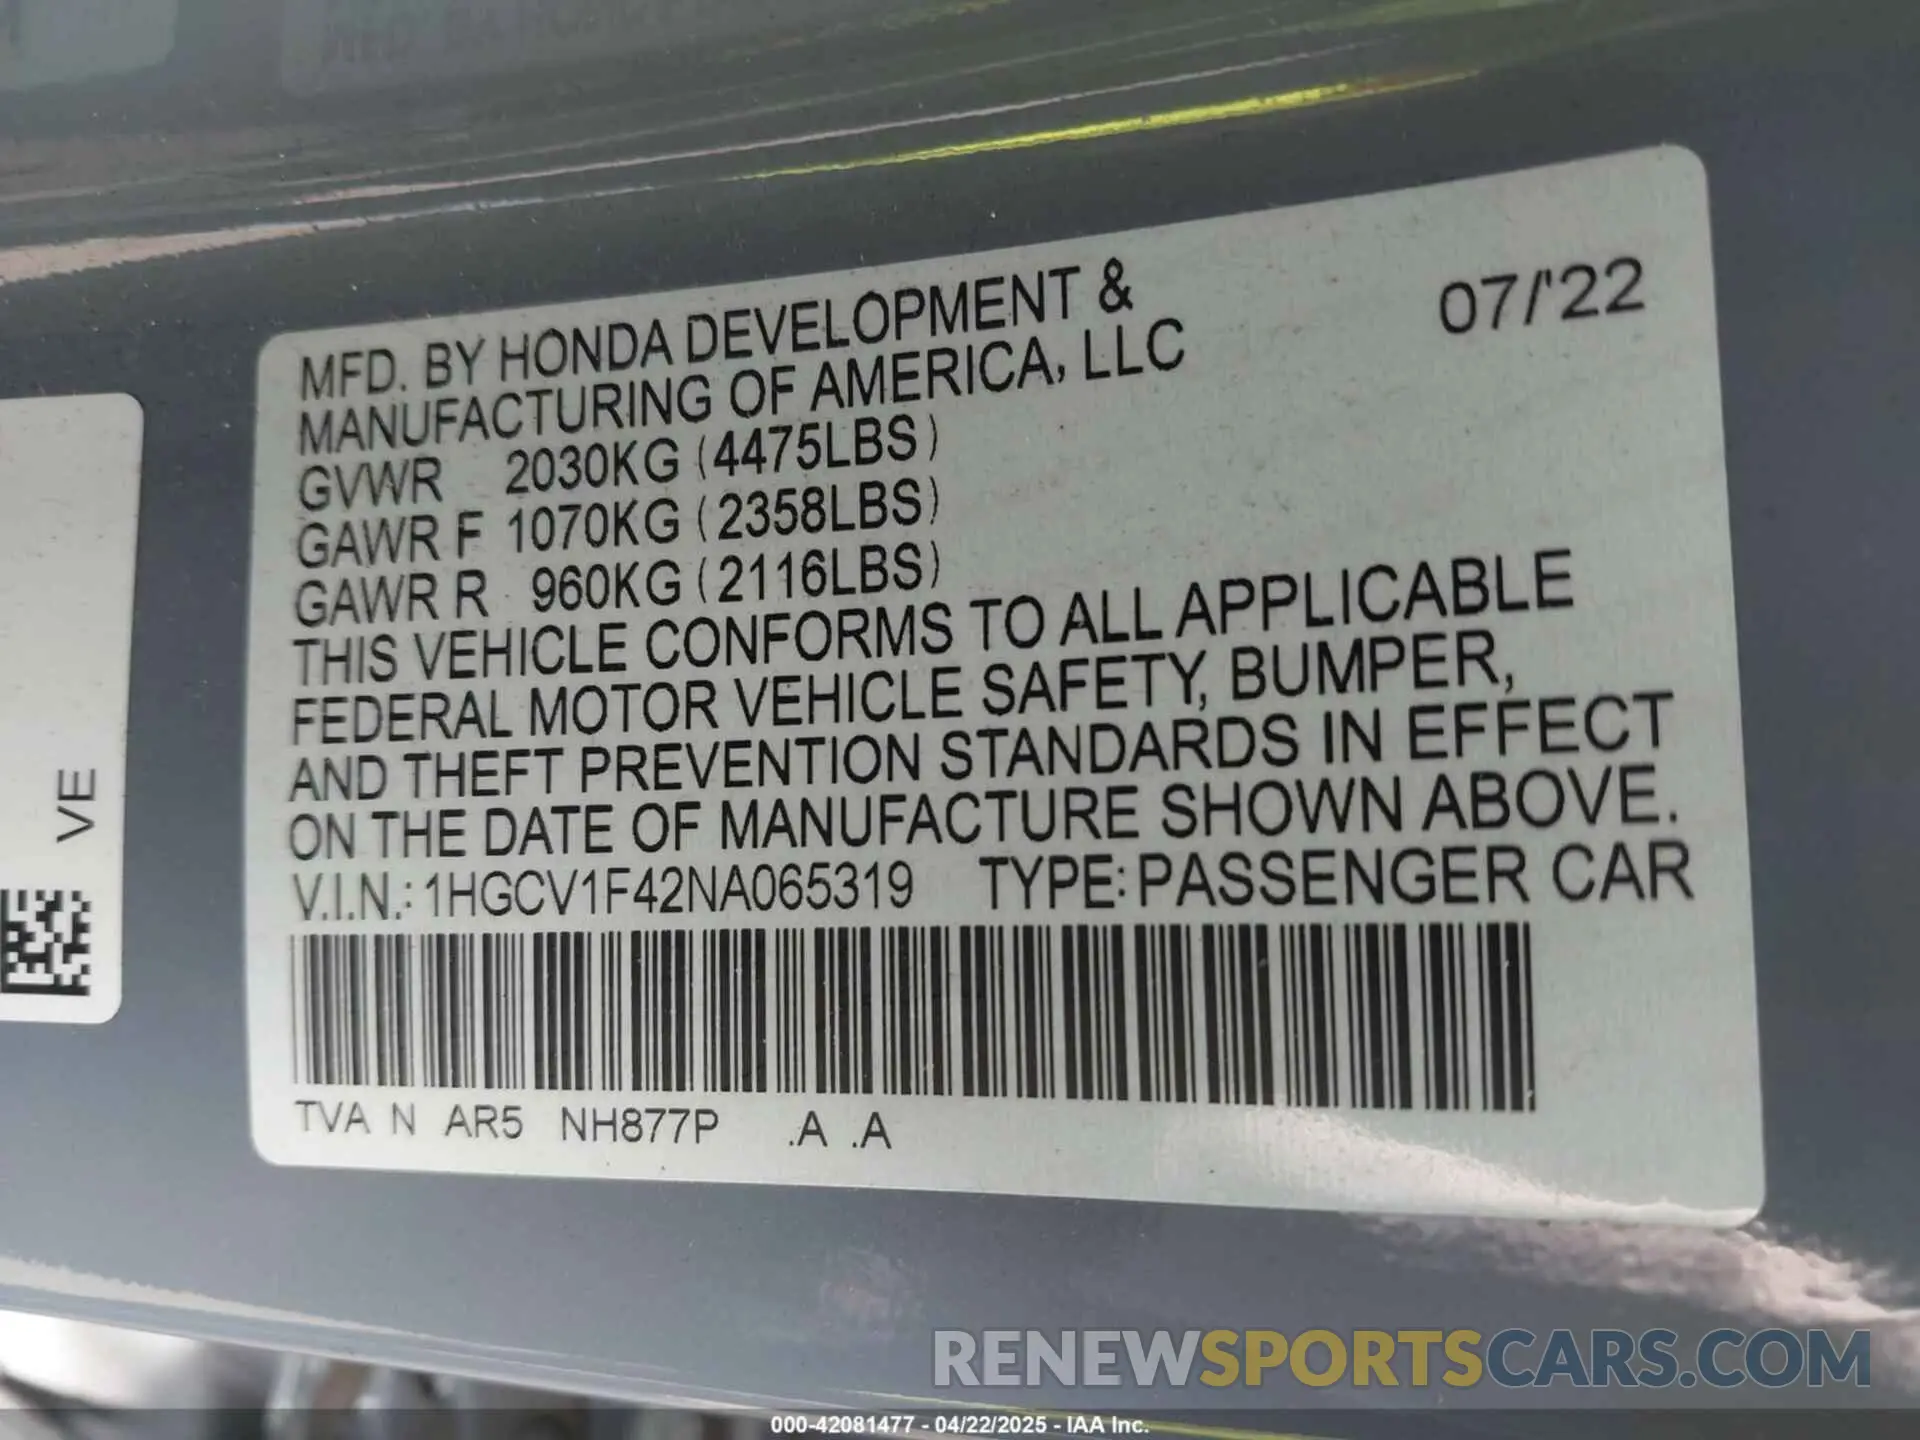 MFD. BY HONDA DEVELOPMENT &
MANUFACTURING OF AMERICA, LLC
07/'22
GVWR 2030KG (4475LBS)
GAWR F 1070KG (2358LBS)
GAWR R 960KG (2116LBS)
THIS VEHICLE CONFORMS TO ALL APPLICABLE
FEDERAL MOTOR VEHICLE SAFETY, BUMPER,
AND THEFT PREVENTION STANDARDS IN EFFECT
ON THE DATE OF MANUFACTURE SHOWN ABOVE.
V.I.N.: 1HGCV1F42NA065319 TYPE: PASSENGER CAR
TVA N AR5 NH877P .A .A
VE
RENEWSPORTSCARS.COM
000-42081477 - 04/22/2025 - IAA Inc.